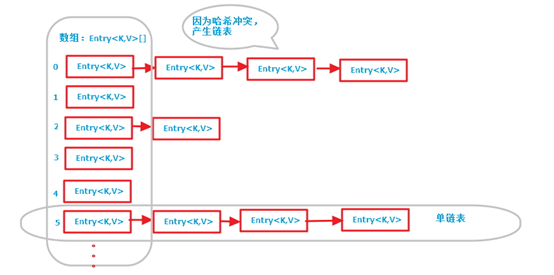 因为哈希冲突，
产生链表
数组：Entry<K,V>[]
0 Entry<K,V> Entry<K,V> Entry<K,V> Entry<K,V>
1 Entry<K,V>
2 Entry<K,V> Entry<K,V>
3 Entry<K,V>
4 Entry<K,V>
5 Entry<K,V> Entry<K,V> Entry<K,V> Entry<K,V> 单链表